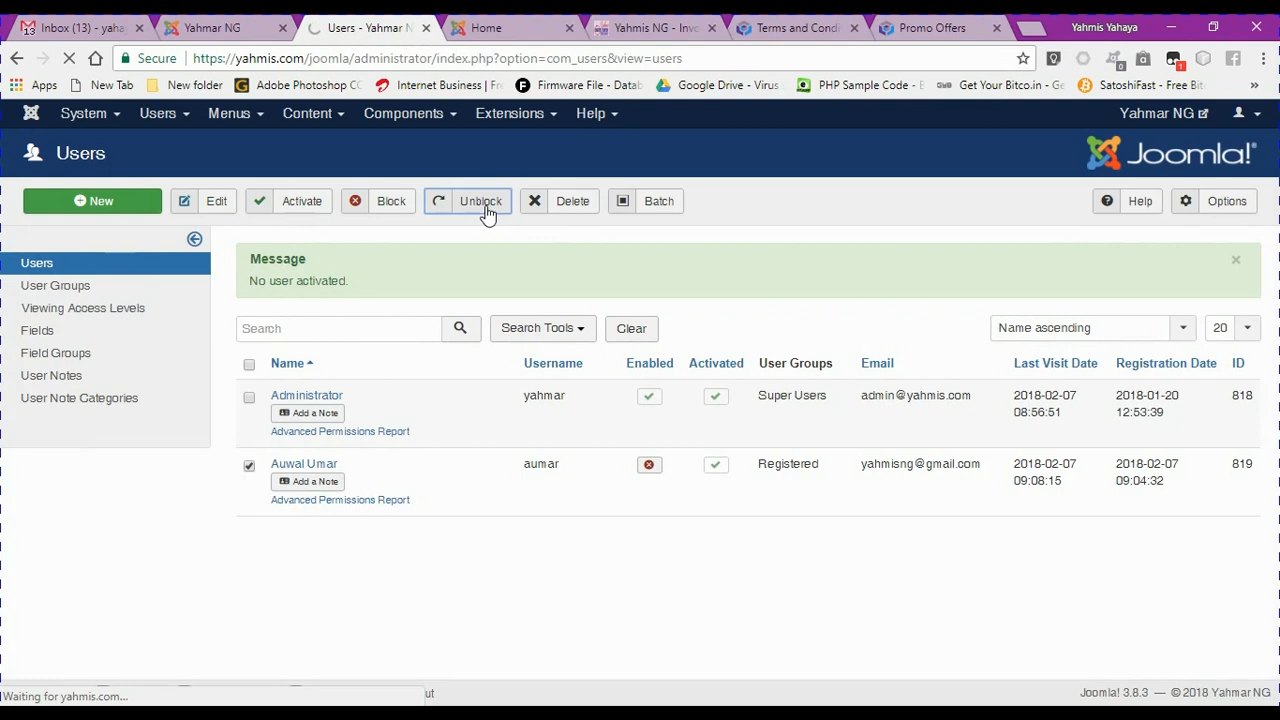 Inbox (13) - yaha
Yahmar NG
Users - Yahmar N
Home
Yahmis NG - Invo
Terms and Condi
Promo Offers
Yahmis Yahaya
Secure
https://yahmis.com/joomla/administrator/index.php?option=com_users&view=users
Apps
New Tab
New folder
Adobe Photoshop CC
Internet Business | Fr
Firmware File - Datab
Google Drive - Virus
PHP Sample Code - B
Get Your Bitco.in - Ge
SatoshiFast - Free Bit
System
Users
Menus
Content
Components
Extensions
Help
Yahmar NG
Users
Joomla!®
New
Edit
Activate
Block
Unblock
Delete
Batch
Help
Options
Users
User Groups
Viewing Access Levels
Fields
Field Groups
User Notes
User Note Categories
Message
No user activated.
Search
Search Tools
Clear
Name ascending
20
Name
Username
Enabled
Activated
User Groups
Email
Last Visit Date
Registration Date
ID
Administrator
Add a Note
Advanced Permissions Report
yahmar
Super Users
admin@yahmis.com
2018-02-07
08:56:51
2018-01-20
12:53:39
818
Auwal Umar
Add a Note
Advanced Permissions Report
aumar
Registered
yahmisng@gmail.com
2018-02-07
09:08:15
2018-02-07
09:04:32
819
Waiting for yahmis.com...
ut
Joomla! 3.8.3 — © 2018 Yahmar NG